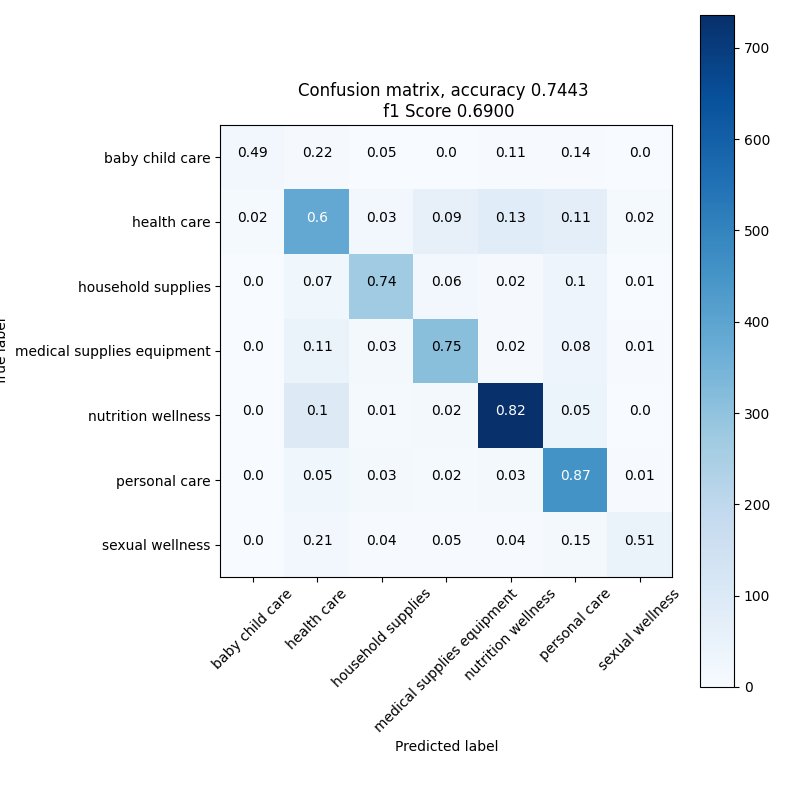 Confusion matrix, accuracy 0.7443
f1 Score 0.6900
baby child care 0.49 0.22 0.05 0.0 0.11 0.14 0.0
health care 0.02 0.6 0.03 0.09 0.13 0.11 0.02
household supplies 0.0 0.07 0.74 0.06 0.02 0.1 0.01
medical supplies equipment 0.0 0.11 0.03 0.75 0.02 0.08 0.01
nutrition wellness 0.0 0.1 0.01 0.02 0.82 0.05 0.0
personal care 0.0 0.05 0.03 0.02 0.03 0.87 0.01
sexual wellness 0.0 0.21 0.04 0.05 0.04 0.15 0.51
baby child care
health care
household supplies
medical supplies equipment
nutrition wellness
personal care
sexual wellness
Predicted label
700
600
500
400
300
200
100
0